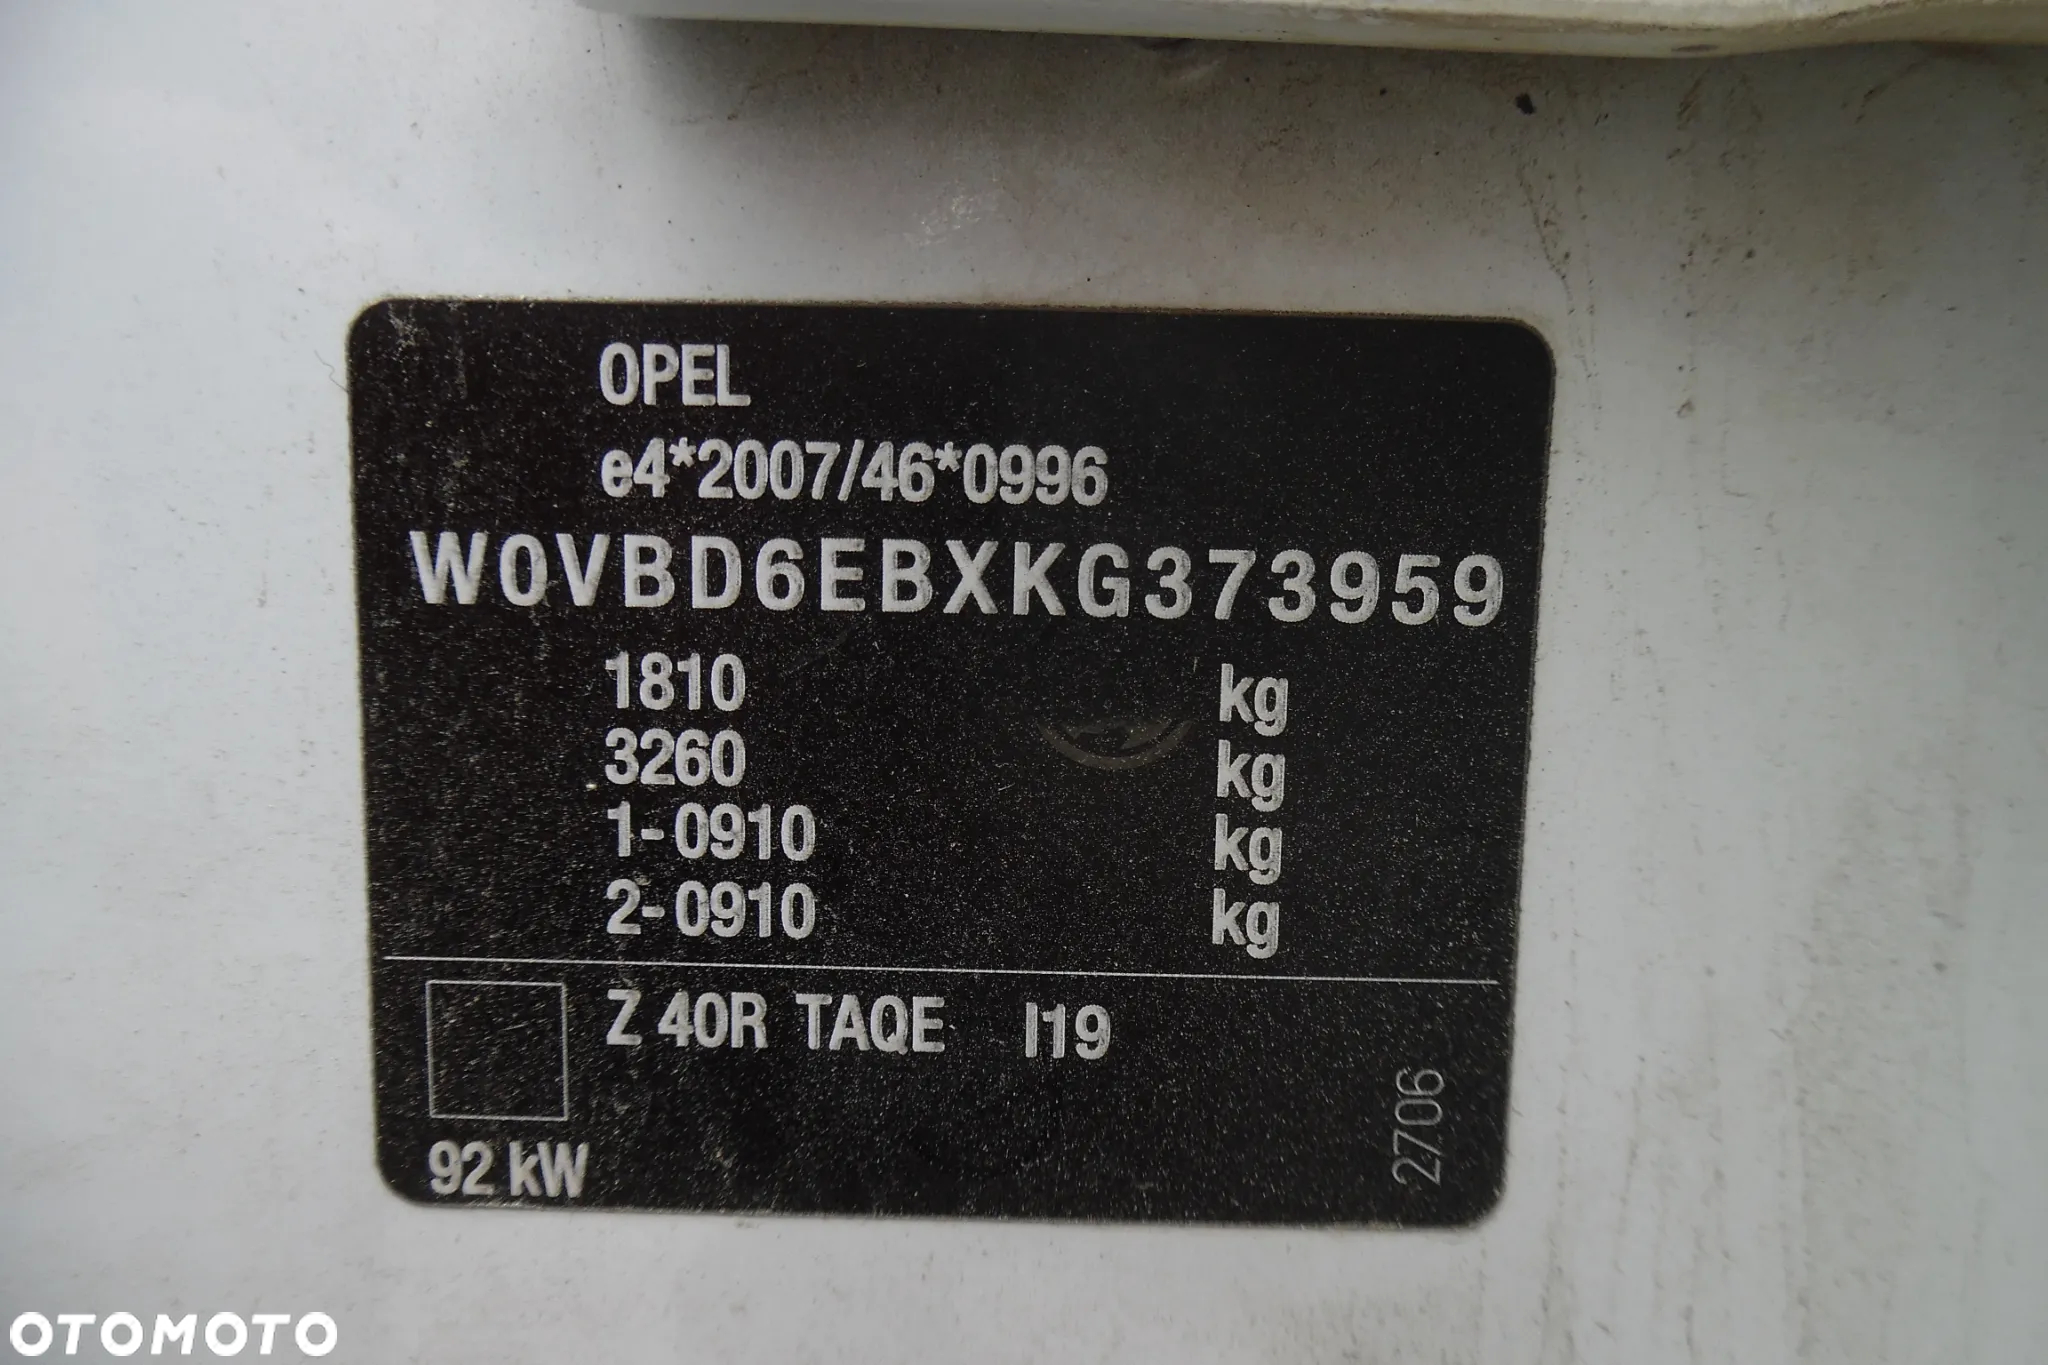 OPEL
e4*2007/46*0996
W0VBD6EBXKG373959
1810 kg
3260 kg
1-0910 kg
2-0910 kg
Z 40R TAQE I19
92 kW
2706
OTOMOTO